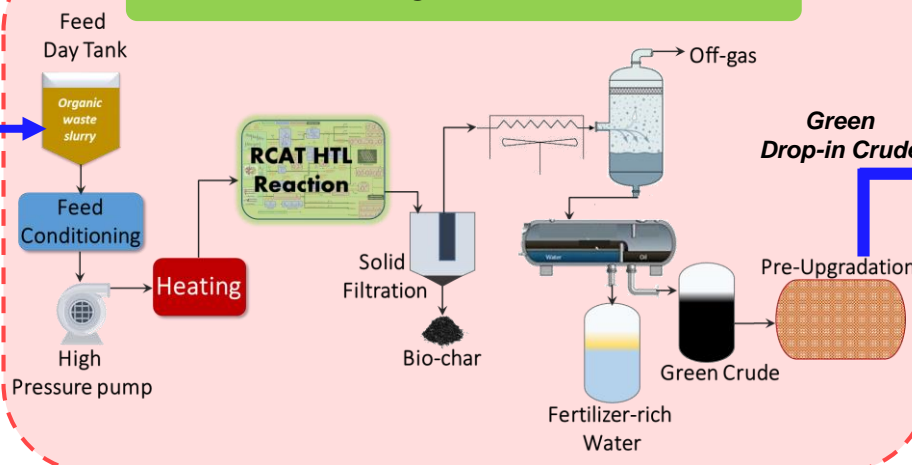 Feed
Day Tank
Organic
waste
slurry
Feed
Conditioning
High
Pressure pump
Heating
RCAT HTL
Reaction
Solid
Filtration
Bio-char
Off-gas
Water
Oil
Fertilizer-rich
Water
Green Crude
Pre-Upgradation
Green
Drop-in Crude